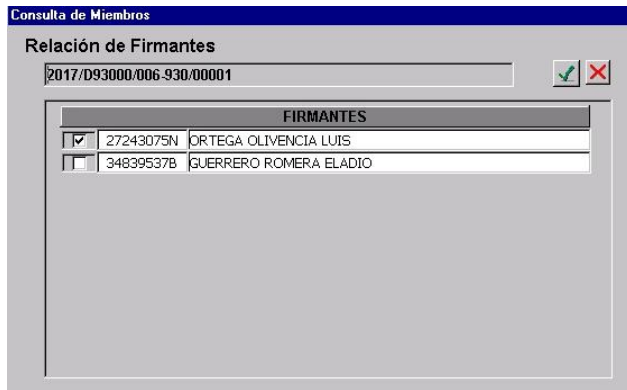 Consulta de Miembros
Relación de Firmantes
2017/D93000/006-930/00001
FIRMANTES
27243075N ORTEGA OLIVENCIA LUIS
34839537B GUERRERO ROMERA ELADIO